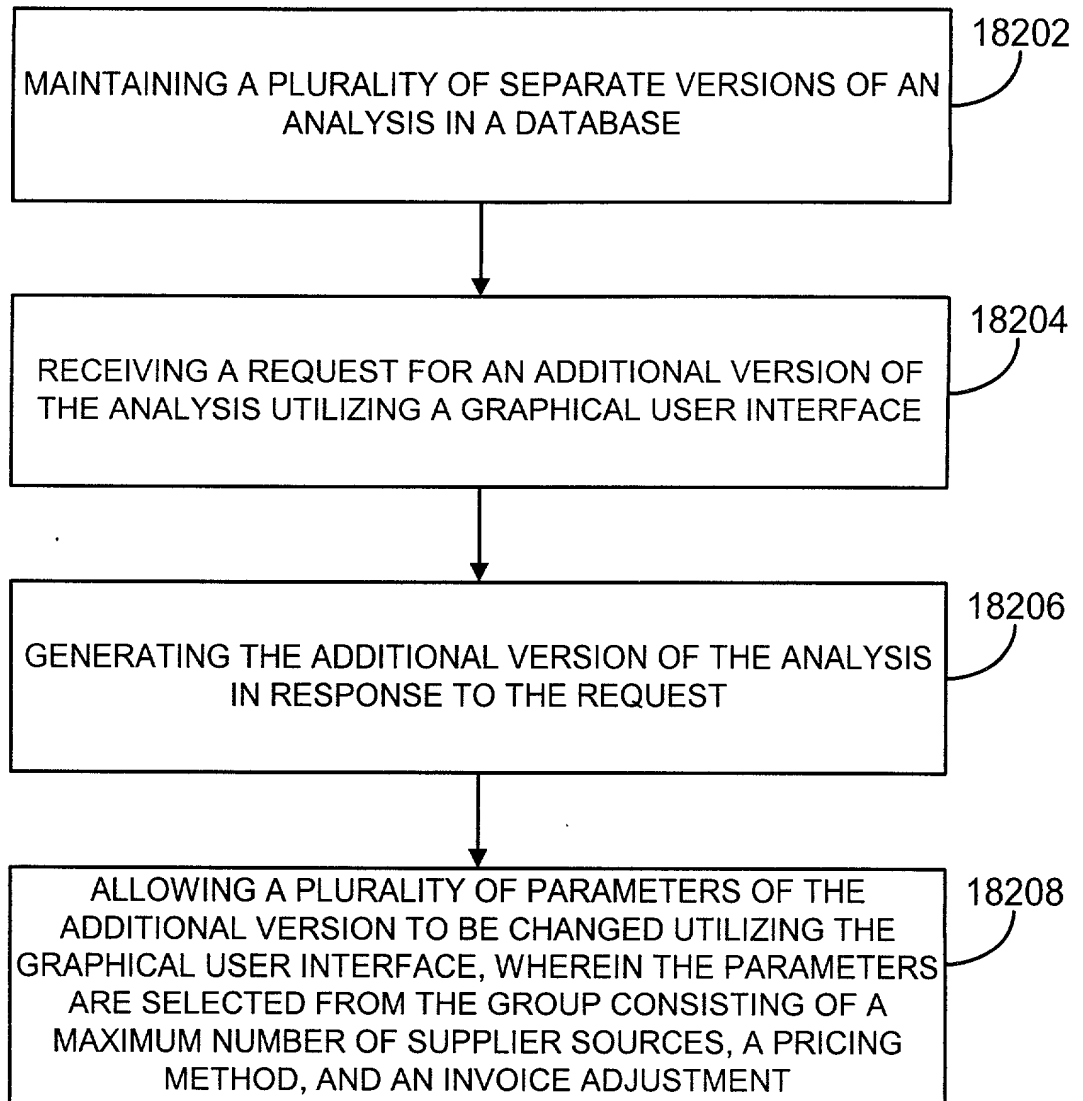 18202
MAINTAINING A PLURALITY OF SEPARATE VERSIONS OF AN
ANALYSIS IN A DATABASE
18204
RECEIVING A REQUEST FOR AN ADDITIONAL VERSION OF
THE ANALYSIS UTILIZING A GRAPHICAL USER INTERFACE
18206
GENERATING THE ADDITIONAL VERSION OF THE ANALYSIS
IN RESPONSE TO THE REQUEST
18208
ALLOWING A PLURALITY OF PARAMETERS OF THE
ADDITIONAL VERSION TO BE CHANGED UTILIZING THE
GRAPHICAL USER INTERFACE, WHEREIN THE PARAMETERS
ARE SELECTED FROM THE GROUP CONSISTING OF A
MAXIMUM NUMBER OF SUPPLIER SOURCES, A PRICING
METHOD, AND AN INVOICE ADJUSTMENT